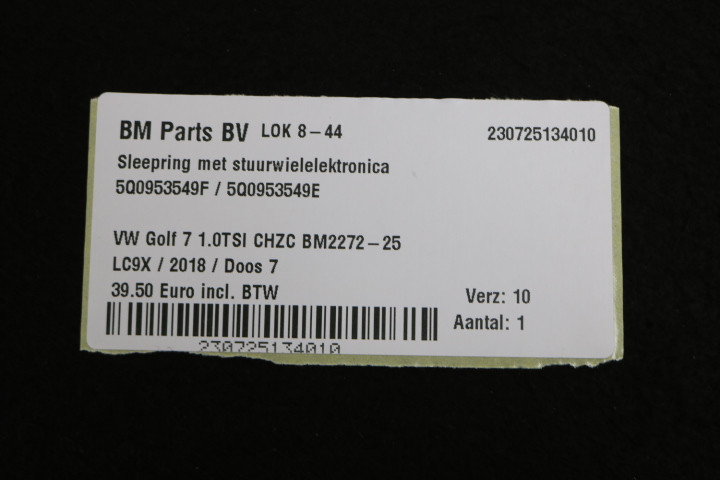 BM Parts BV LOK 8-44 230725134010
Sleepring met stuurwielelektronica
5Q0953549F / 5Q0953549E
VW Golf 7 1.0TSI CHZC BM2272-25
LC9X / 2018 / Doos 7
39.50 Euro incl. BTW Verz: 10
Aantal: 1
230725134010